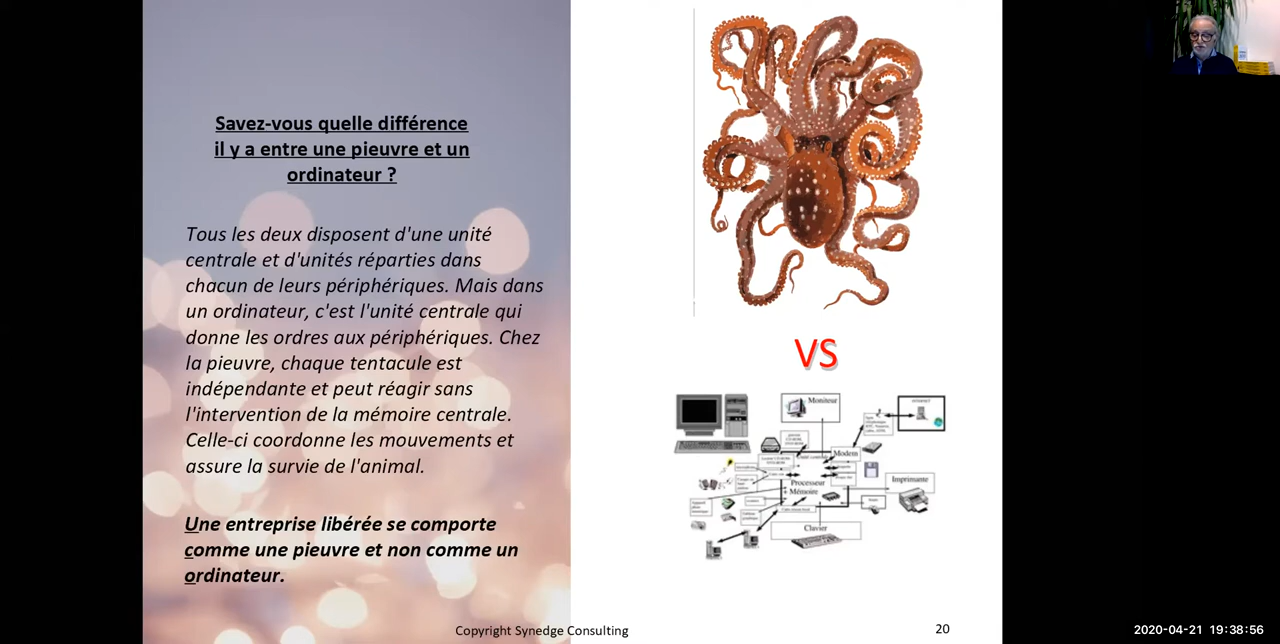 Savez-vous quelle différence
il y a entre une pieuvre et un
ordinateur ?
Tous les deux disposent d'une unité
centrale et d'unités réparties dans
chacun de leurs périphériques. Mais dans
un ordinateur, c'est l'unité centrale qui
donne les ordres aux périphériques. Chez
la pieuvre, chaque tentacule est
indépendante et peut réagir sans
l'intervention de la mémoire centrale.
Celle-ci coordonne les mouvements et
assure la survie de l'animal.
Une entreprise libérée se comporte
comme une pieuvre et non comme un
ordinateur.
VS
Moniteur
INTERNET
Modem
Processeur
Mémoire
Imprimante
Clavier
Copyright Synedge Consulting
20
2020-04-21 19:38:56